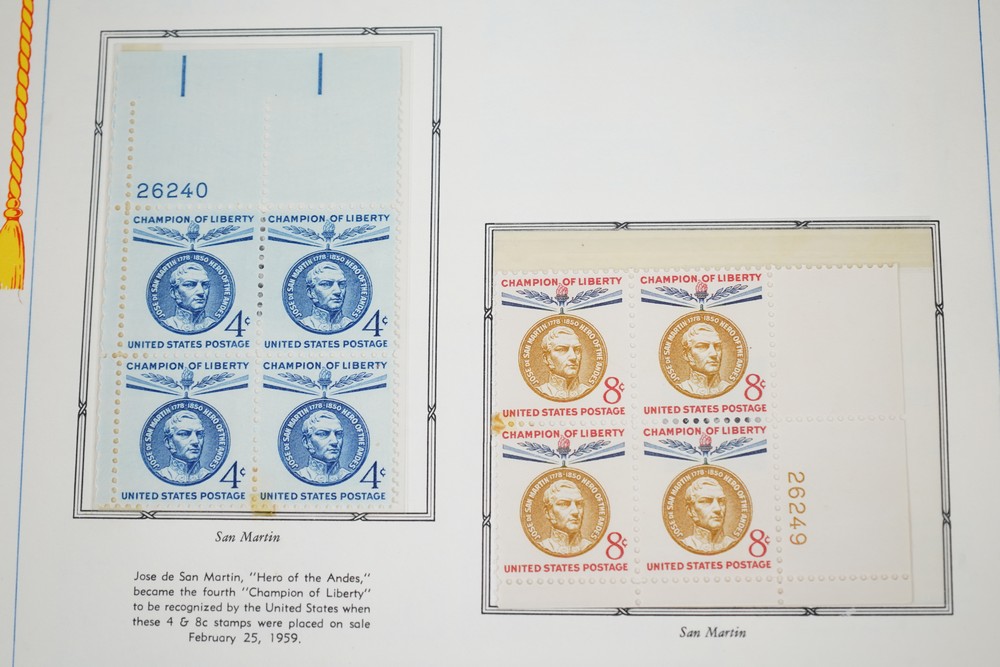 26240
CHAMPION OF LIBERTY CHAMPION OF LIBERTY
JOSE DE SAN MARTIN 1778-1850 HERO OF THE ANDES JOSE DE SAN MARTIN 1778-1850 HERO OF THE ANDES
4¢ 4¢
UNITED STATES POSTAGE UNITED STATES POSTAGE
CHAMPION OF LIBERTY CHAMPION OF LIBERTY
JOSE DE SAN MARTIN 1778-1850 HERO OF THE ANDES JOSE DE SAN MARTIN 1778-1850 HERO OF THE ANDES
4¢ 4¢
UNITED STATES POSTAGE UNITED STATES POSTAGE
San Martin
Jose de San Martin, "Hero of the Andes,"
became the fourth "Champion of Liberty"
to be recognized by the United States when
these 4 & 8c stamps were placed on sale
February 25, 1959.
CHAMPION OF LIBERTY CHAMPION OF LIBERTY
JOSE DE SAN MARTIN 1778-1850 HERO OF THE ANDES JOSE DE SAN MARTIN 1778-1850 HERO OF THE ANDES
8¢ 8¢
UNITED STATES POSTAGE UNITED STATES POSTAGE
CHAMPION OF LIBERTY CHAMPION OF LIBERTY
JOSE DE SAN MARTIN 1778-1850 HERO OF THE ANDES JOSE DE SAN MARTIN 1778-1850 HERO OF THE ANDES
8¢ 8¢
UNITED STATES POSTAGE UNITED STATES POSTAGE
26249
San Martin